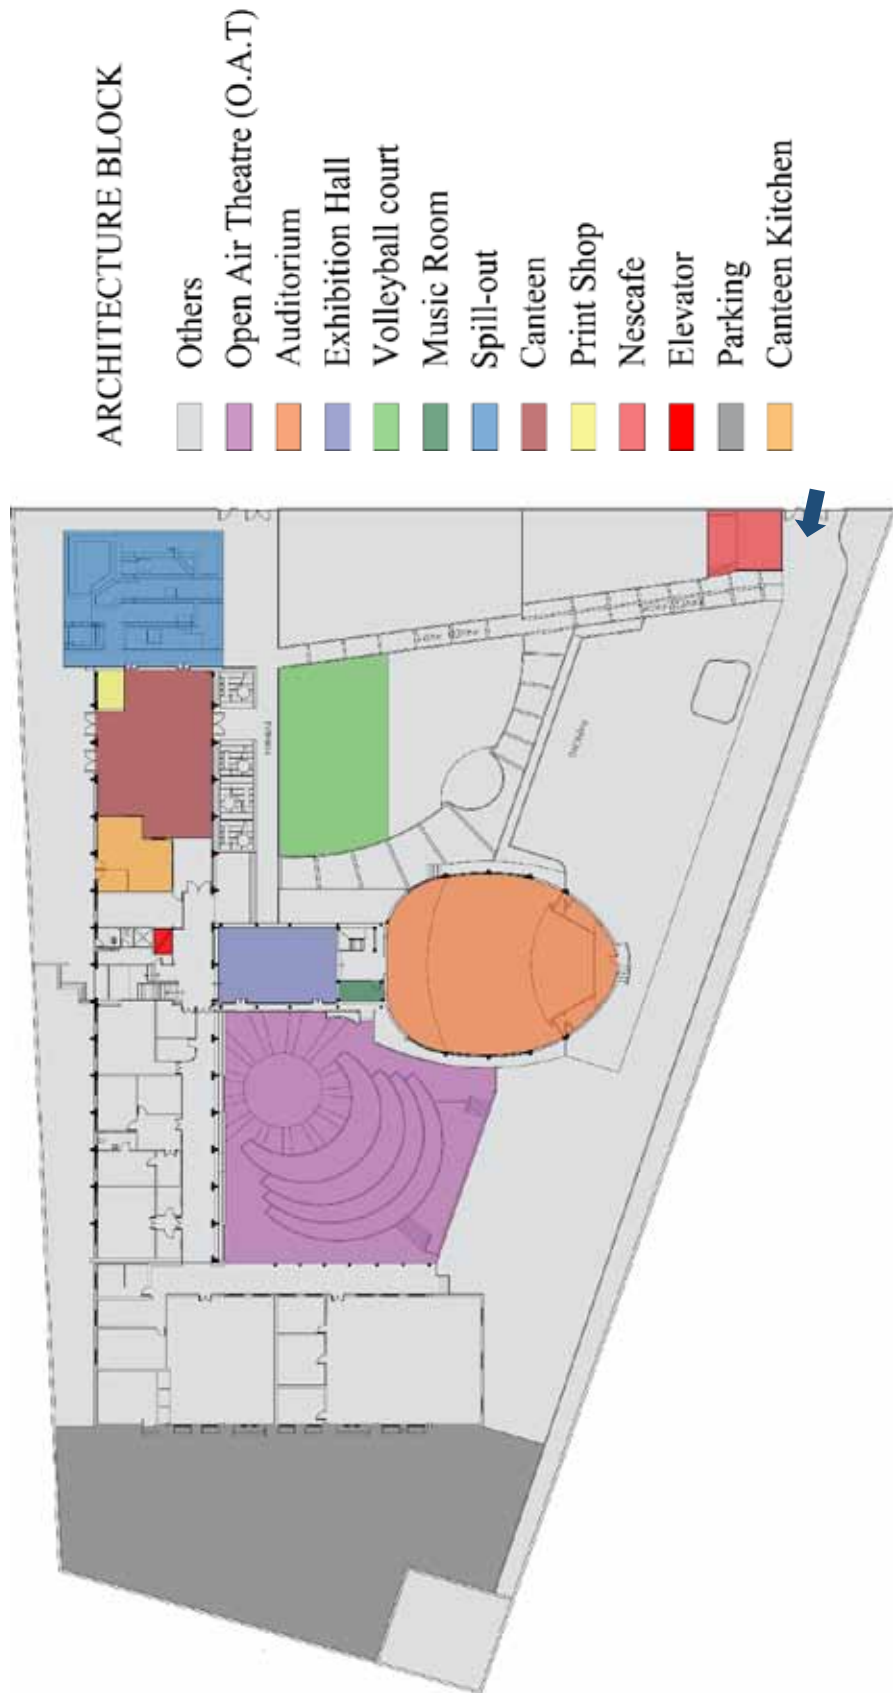 ARCHITECTURE BLOCK
Others
Open Air Theatre (O.A.T)
Auditorium
Exhibition Hall
Volleyball court
Music Room
Spill-out
Canteen
Print Shop
Nescafe
Elevator
Parking
Canteen Kitchen